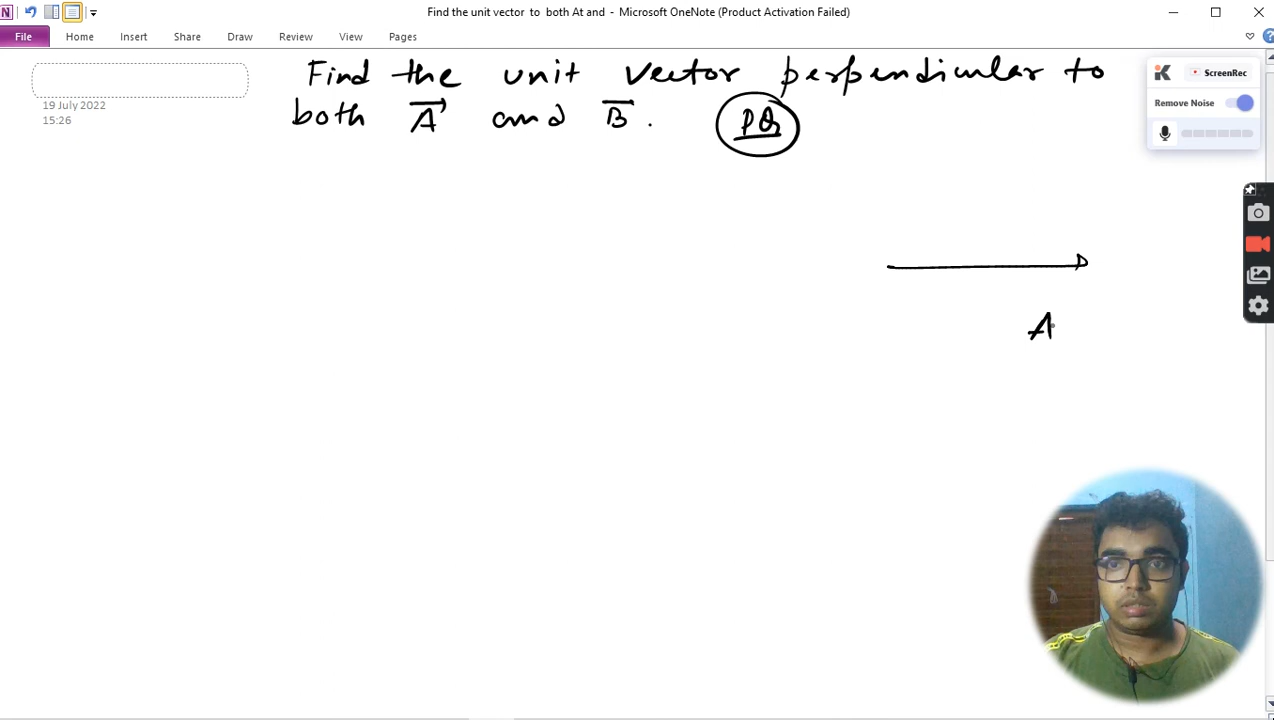 Find the unit vector to both At and - Microsoft OneNote (Product Activation Failed)
File Home Insert Share Draw Review View Pages
Find the unit vector perpendicular to
both A and B.
19 July 2022
15:26
ScreenRec
Remove Noise
A